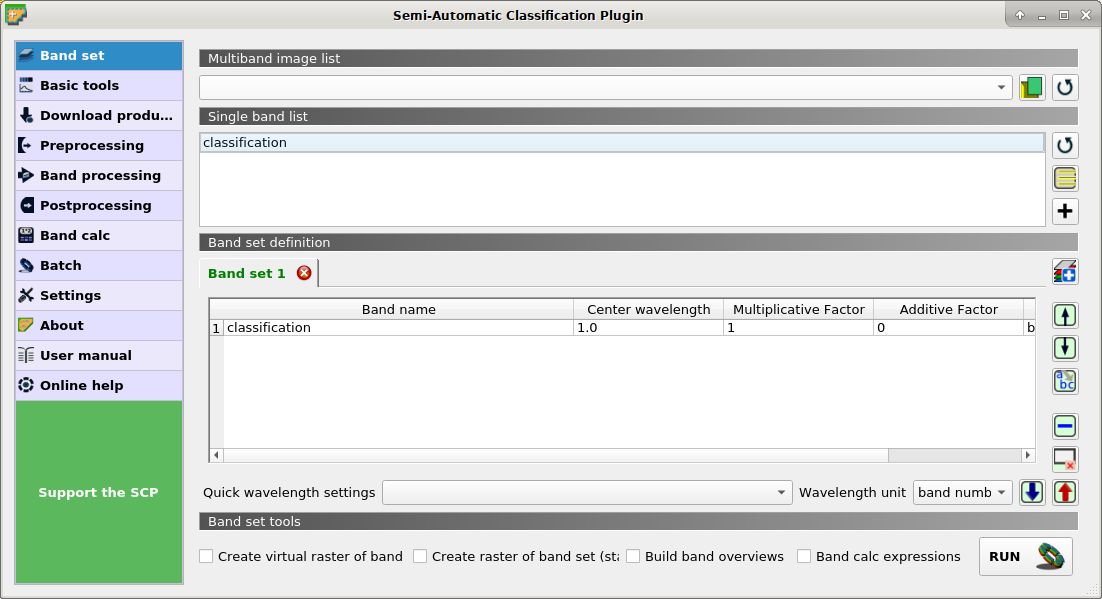 Semi-Automatic Classification Plugin
Band set
Basic tools
Download produ...
Preprocessing
Band processing
Postprocessing
Band calc
Batch
Settings
About
User manual
Online help
Support the SCP
Multiband image list
Single band list
classification
Band set definition
Band set 1
Band name Center wavelength Multiplicative Factor Additive Factor
1 classification 1.0 1 0 b
Quick wavelength settings Wavelength unit band numb
Band set tools
Create virtual raster of band Create raster of band set (sta Build band overviews Band calc expressions RUN